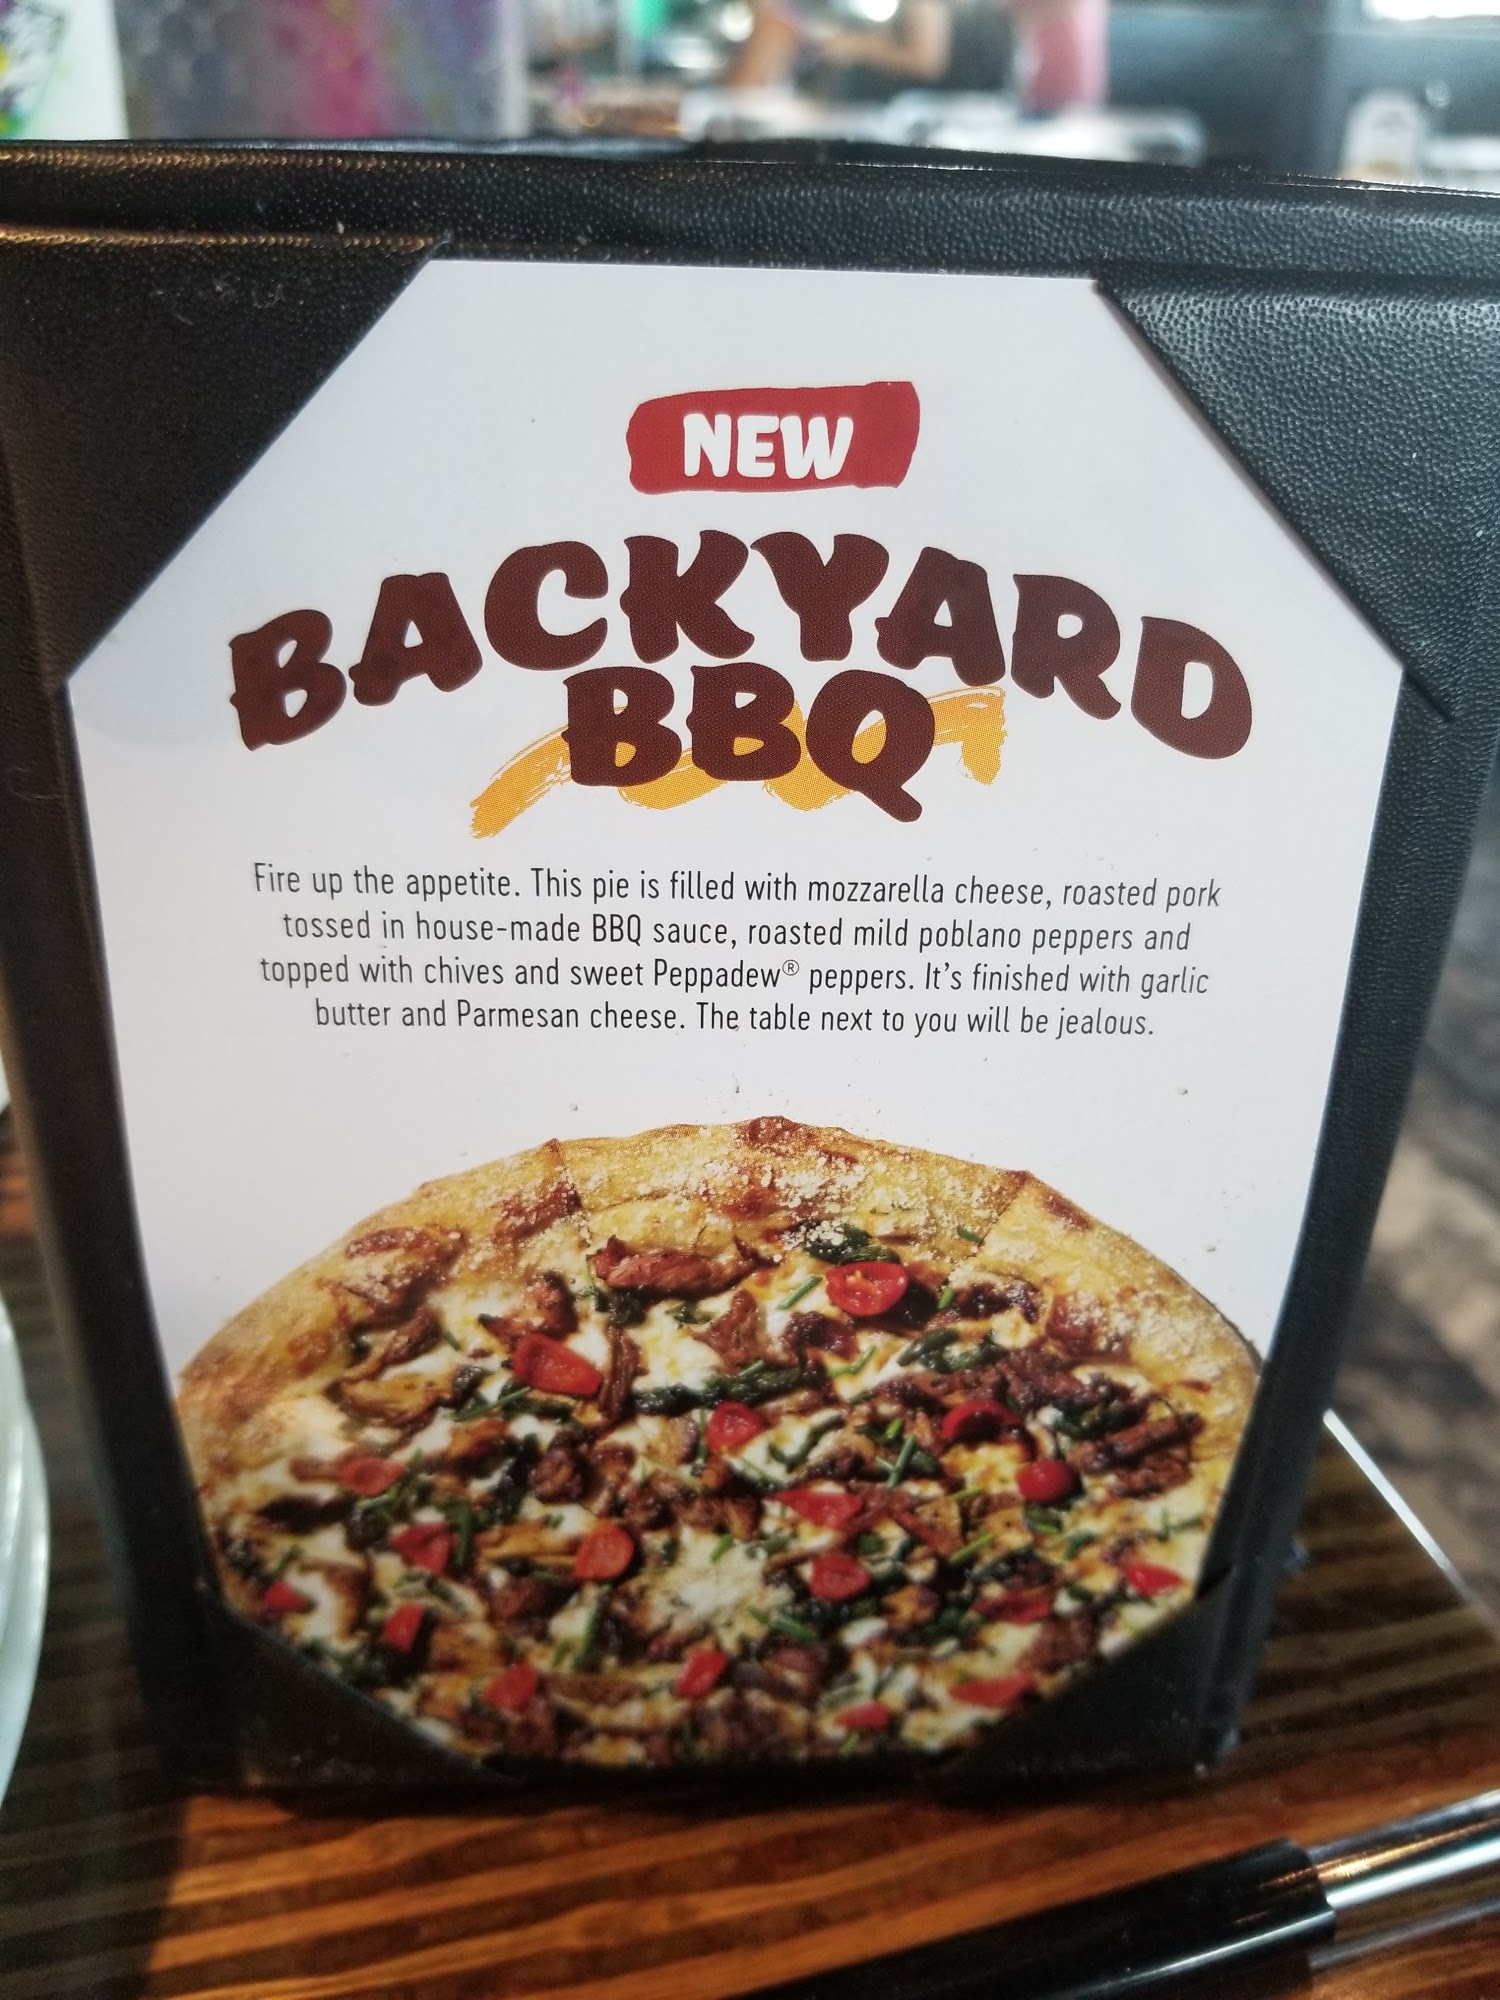 NEW
BACKYARD
BBQ
Fire up the appetite. This pie is filled with mozzarella cheese, roasted pork
tossed in house-made BBQ sauce, roasted mild poblano peppers and
topped with chives and sweet Peppadew® peppers. It's finished with garlic
butter and Parmesan cheese. The table next to you will be jealous.